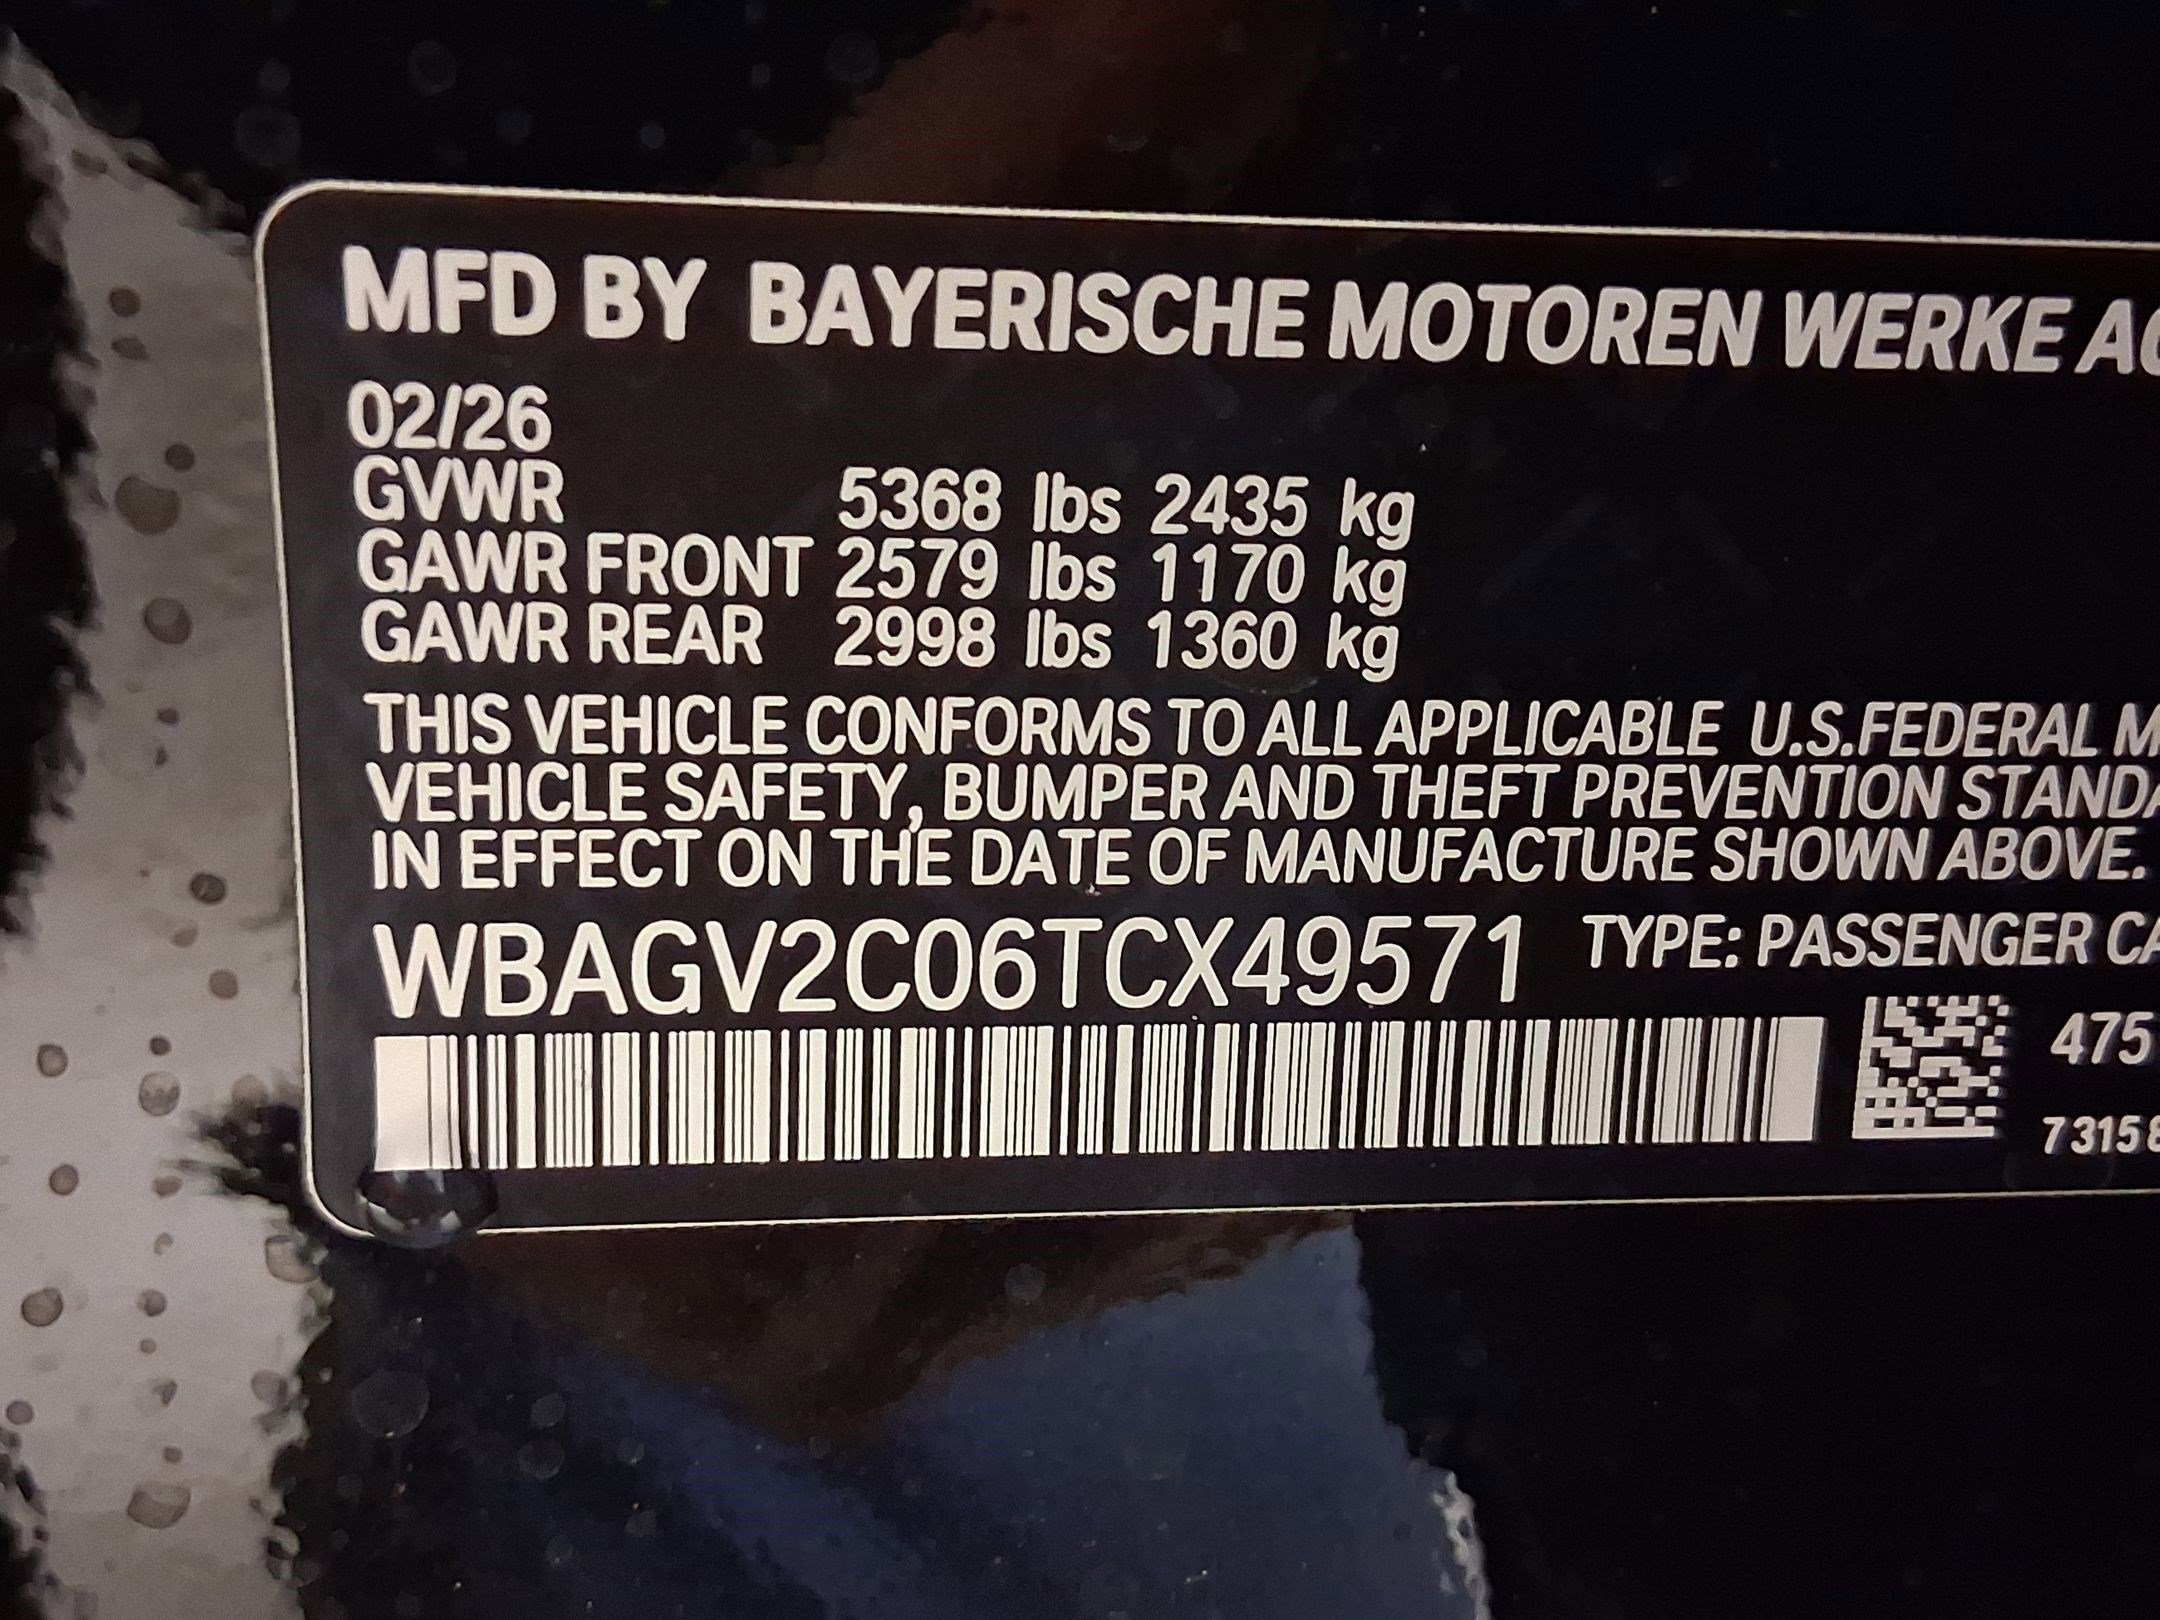 MFD BY BAYERISCHE MOTOREN WERKE
02/26
GVWR 5368 lbs 2435 kg
GAWR FRONT 2579 lbs 1170 kg
GAWR REAR 2998 lbs 1360 kg
THIS VEHICLE CONFORMS TO ALL APPLICABLE U.S.FEDERAL
VEHICLE SAFETY, BUMPER AND THEFT PREVENTION
IN EFFECT ON THE DATE OF MANUFACTURE SHOWN ABOVE.
WBAGV2C06TCX49571 TYPE: PASSENGER
475